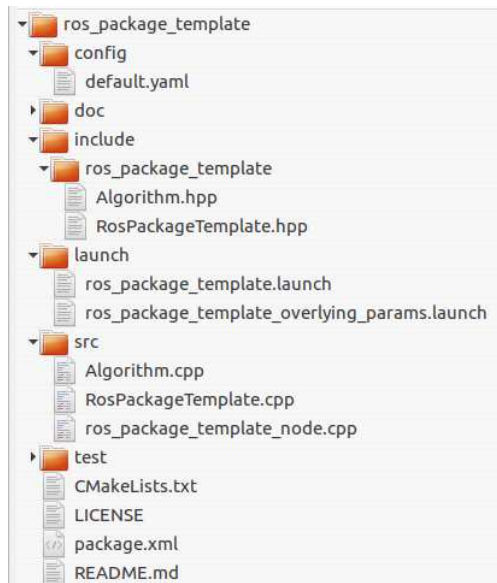 ros_package_template
config
default.yaml
doc
include
ros_package_template
Algorithm.hpp
RosPackageTemplate.hpp
launch
ros_package_template.launch
ros_package_template_overlying_params.launch
src
Algorithm.cpp
RosPackageTemplate.cpp
ros_package_template_node.cpp
test
CMakeLists.txt
LICENSE
package.xml
README.md